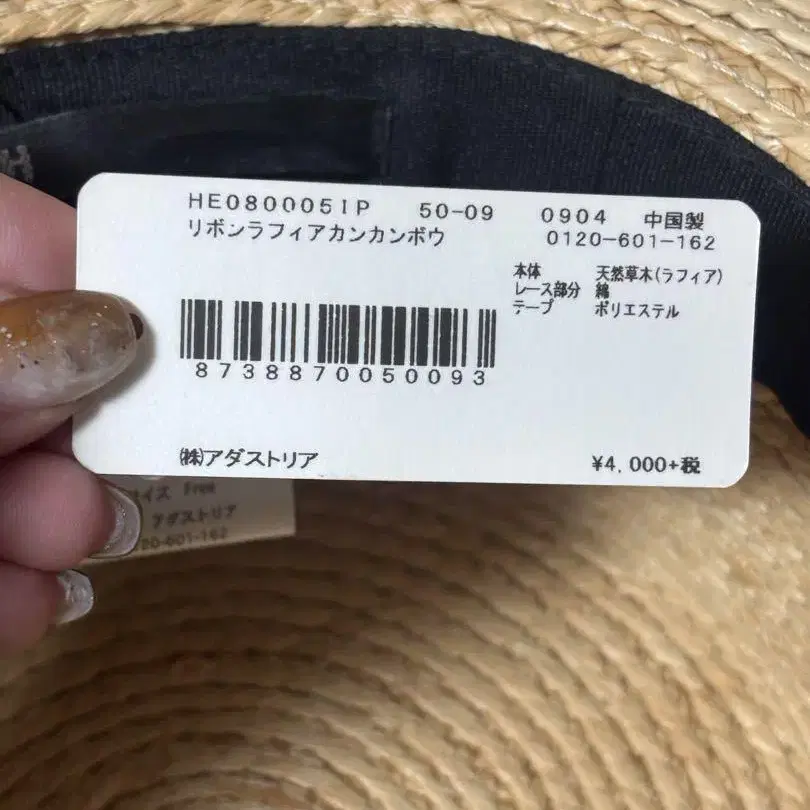 HE080005IP 50-09 0904 中国製
リボンラフィアカンカンボウ 0120-601-162
本体 天然草木(ラフィア)
レース部分 綿
テープ ポリエステル
8738870050093
㈱アダストリア ¥4,000+税
イズ Free
アダストリア
20-601-162